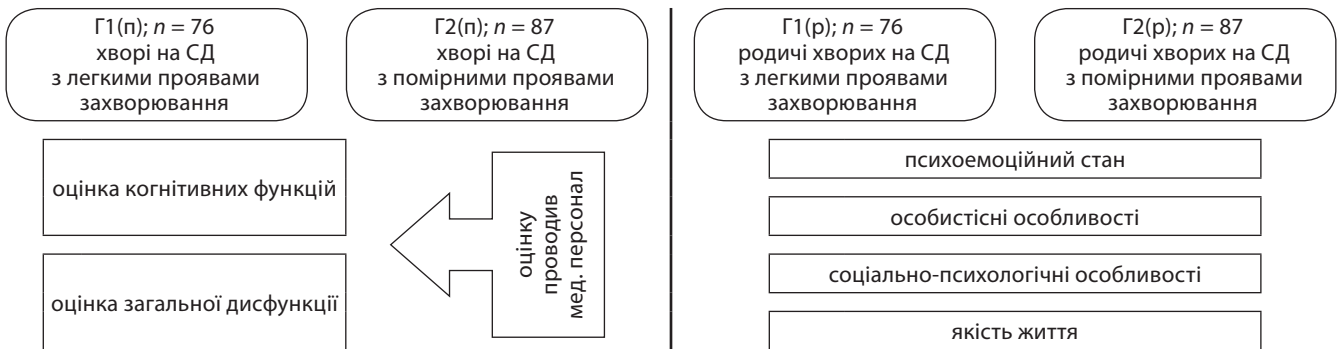 Г1(п); n = 76
хворі на СД
з легкими проявами
захворювання
Г2(п); n = 87
хворі на СД
з помірними проявами
захворювання
Г1(р); n = 76
родичі хворих на СД
з легкими проявами
захворювання
Г2(р); n = 87
родичі хворих на СД
з помірними проявами
захворювання
оцінка когнітивних функцій
оцінка загальної дисфункції
оцінку
проводив
мед. персонал
психоемоційний стан
особистісні особливості
соціально-психологічні особливості
якість життя